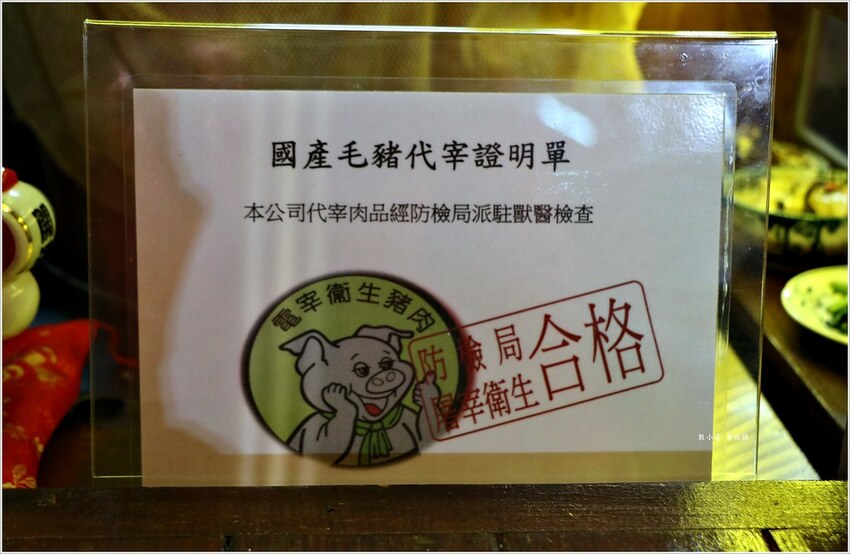 國產毛豬代宰證明單
本公司代宰肉品經防檢局派駐獸醫檢查
電宰衛生豬肉
防檢局
屠宰衛生
合格